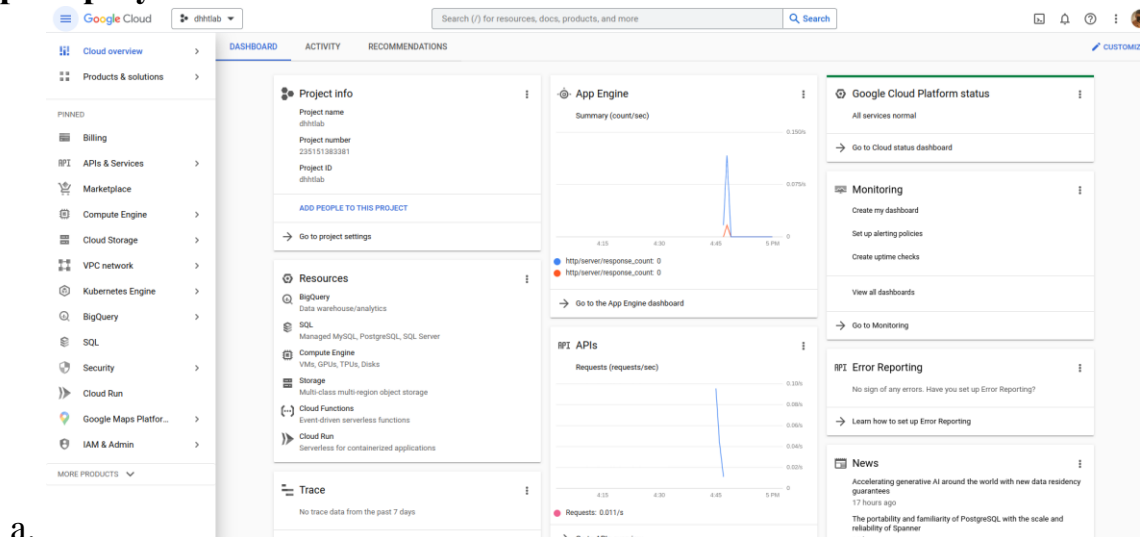 Google Cloud
dhhtlab
Search (/) for resources, docs, products, and more
Search
Cloud overview
Products & solutions
PINNED
Billing
APIs & Services
Marketplace
Compute Engine
Cloud Storage
VPC network
Kubernetes Engine
BigQuery
SQL
Security
Cloud Run
Google Maps Platfor...
IAM & Admin
MORE PRODUCTS
DASHBOARD
ACTIVITY
RECOMMENDATIONS
CUSTOMIZ
Project info
Project name
dhhtlab
Project number
235151383381
Project ID
dhhtlab
ADD PEOPLE TO THIS PROJECT
Go to project settings
Resources
BigQuery
Data warehouse/analytics
SQL
Managed MySQL, PostgreSQL, SQL Server
Compute Engine
VMs, GPUs, TPUs, Disks
Storage
Multi-class multi-region object storage
Cloud Functions
Event-driven serverless functions
Cloud Run
Serverless for containerized applications
Trace
No trace data from the past 7 days
App Engine
Summary (count/sec)
0.150/s
0.075/s
0
4:15 4:30 4:45 5 PM
http/server/response_count: 0
http/server/response_count: 0
Go to the App Engine dashboard
API APIs
Requests (requests/sec)
0.10/s
0.08/s
0.06/s
0.04/s
0.02/s
0
4:15 4:30 4:45 5 PM
Requests: 0.011/s
Google Cloud Platform status
All services normal
Go to Cloud status dashboard
Monitoring
Create my dashboard
Set up alerting policies
Create uptime checks
View all dashboards
Go to Monitoring
Error Reporting
No sign of any errors. Have you set up Error Reporting?
Learn how to set up Error Reporting
News
Accelerating generative AI around the world with new data residency
guarantees
17 hours ago
The portability and familiarity of PostgreSQL with the scale and
reliability of Spanner
a.